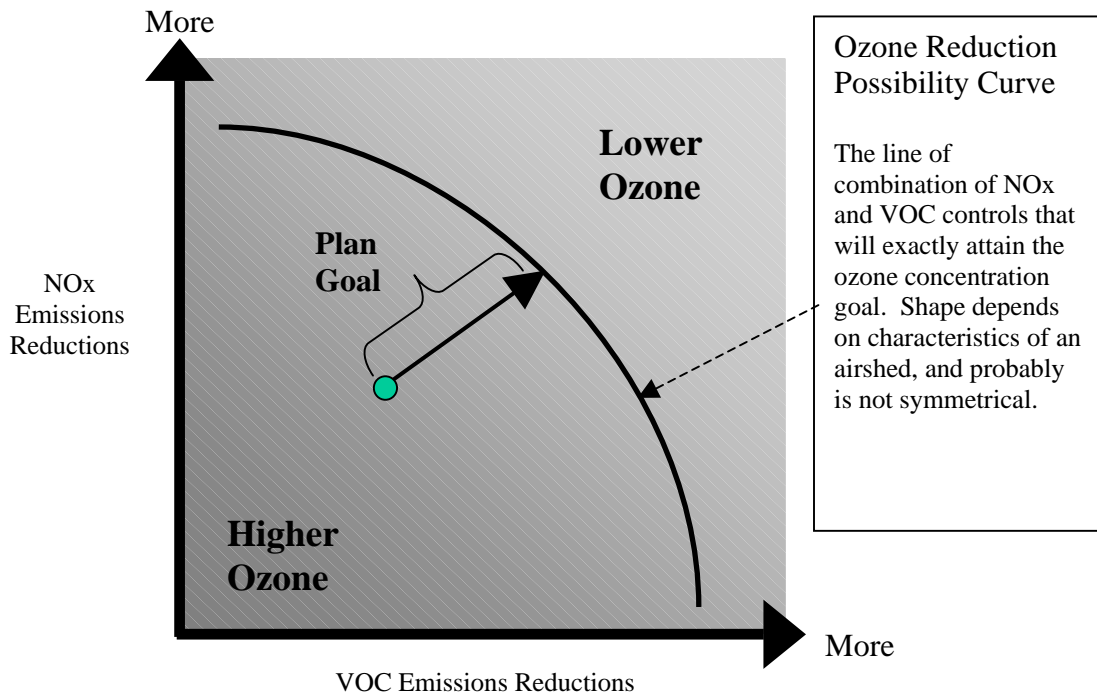 More
Lower
Ozone
Plan
Goal
NOx
Emissions
Reductions
Higher
Ozone
More
VOC Emissions Reductions
Ozone Reduction
Possibility Curve
The line of
combination of NOx
and VOC controls that
will exactly attain the
ozone concentration
goal.  Shape depends
on characteristics of an
airshed, and probably
is not symmetrical.